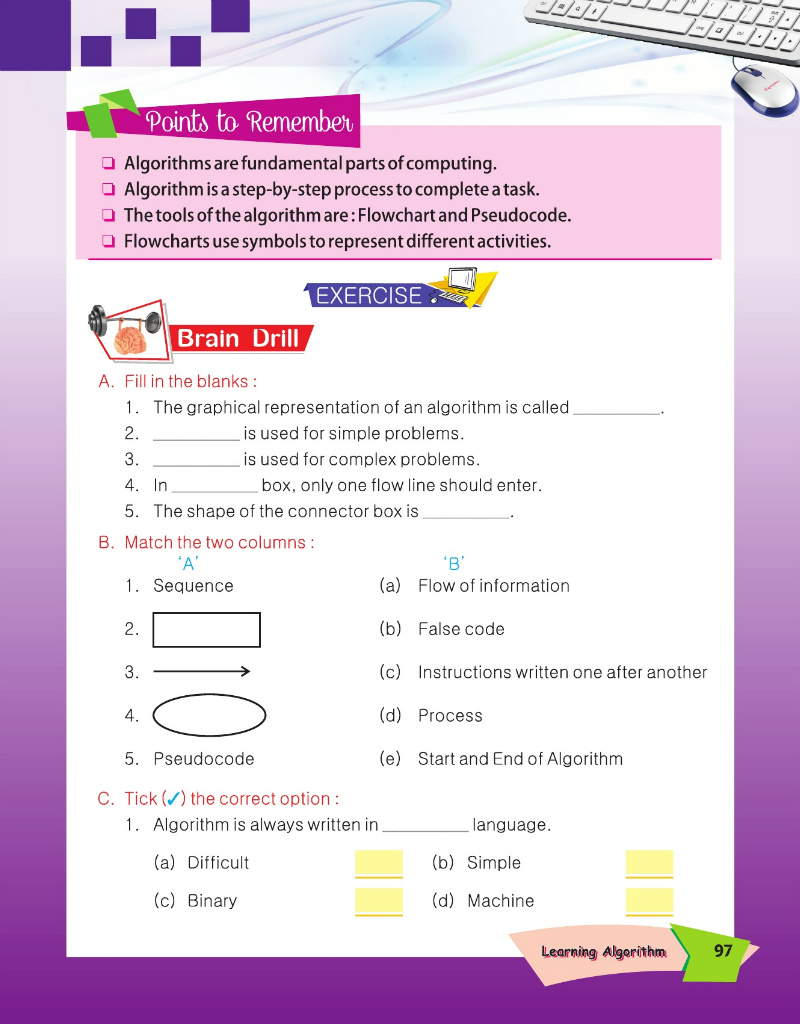 Points to Remember
❑ Algorithms are fundamental parts of computing.
❑ Algorithm is a step-by-step process to complete a task.
❑ The tools of the algorithm are : Flowchart and Pseudocode.
❑ Flowcharts use symbols to represent different activities.
EXERCISE
Brain Drill
A. Fill in the blanks :
1. The graphical representation of an algorithm is called __________.
2. __________ is used for simple problems.
3. __________ is used for complex problems.
4. In __________ box, only one flow line should enter.
5. The shape of the connector box is __________.
B. Match the two columns :
‘A’ ‘B’
1. Sequence (a) Flow of information
2. (b) False code
3. (c) Instructions written one after another
4. (d) Process
5. Pseudocode (e) Start and End of Algorithm
C. Tick (✓) the correct option :
1. Algorithm is always written in __________ language.
(a) Difficult (b) Simple
(c) Binary (d) Machine
Learning Algorithm 97